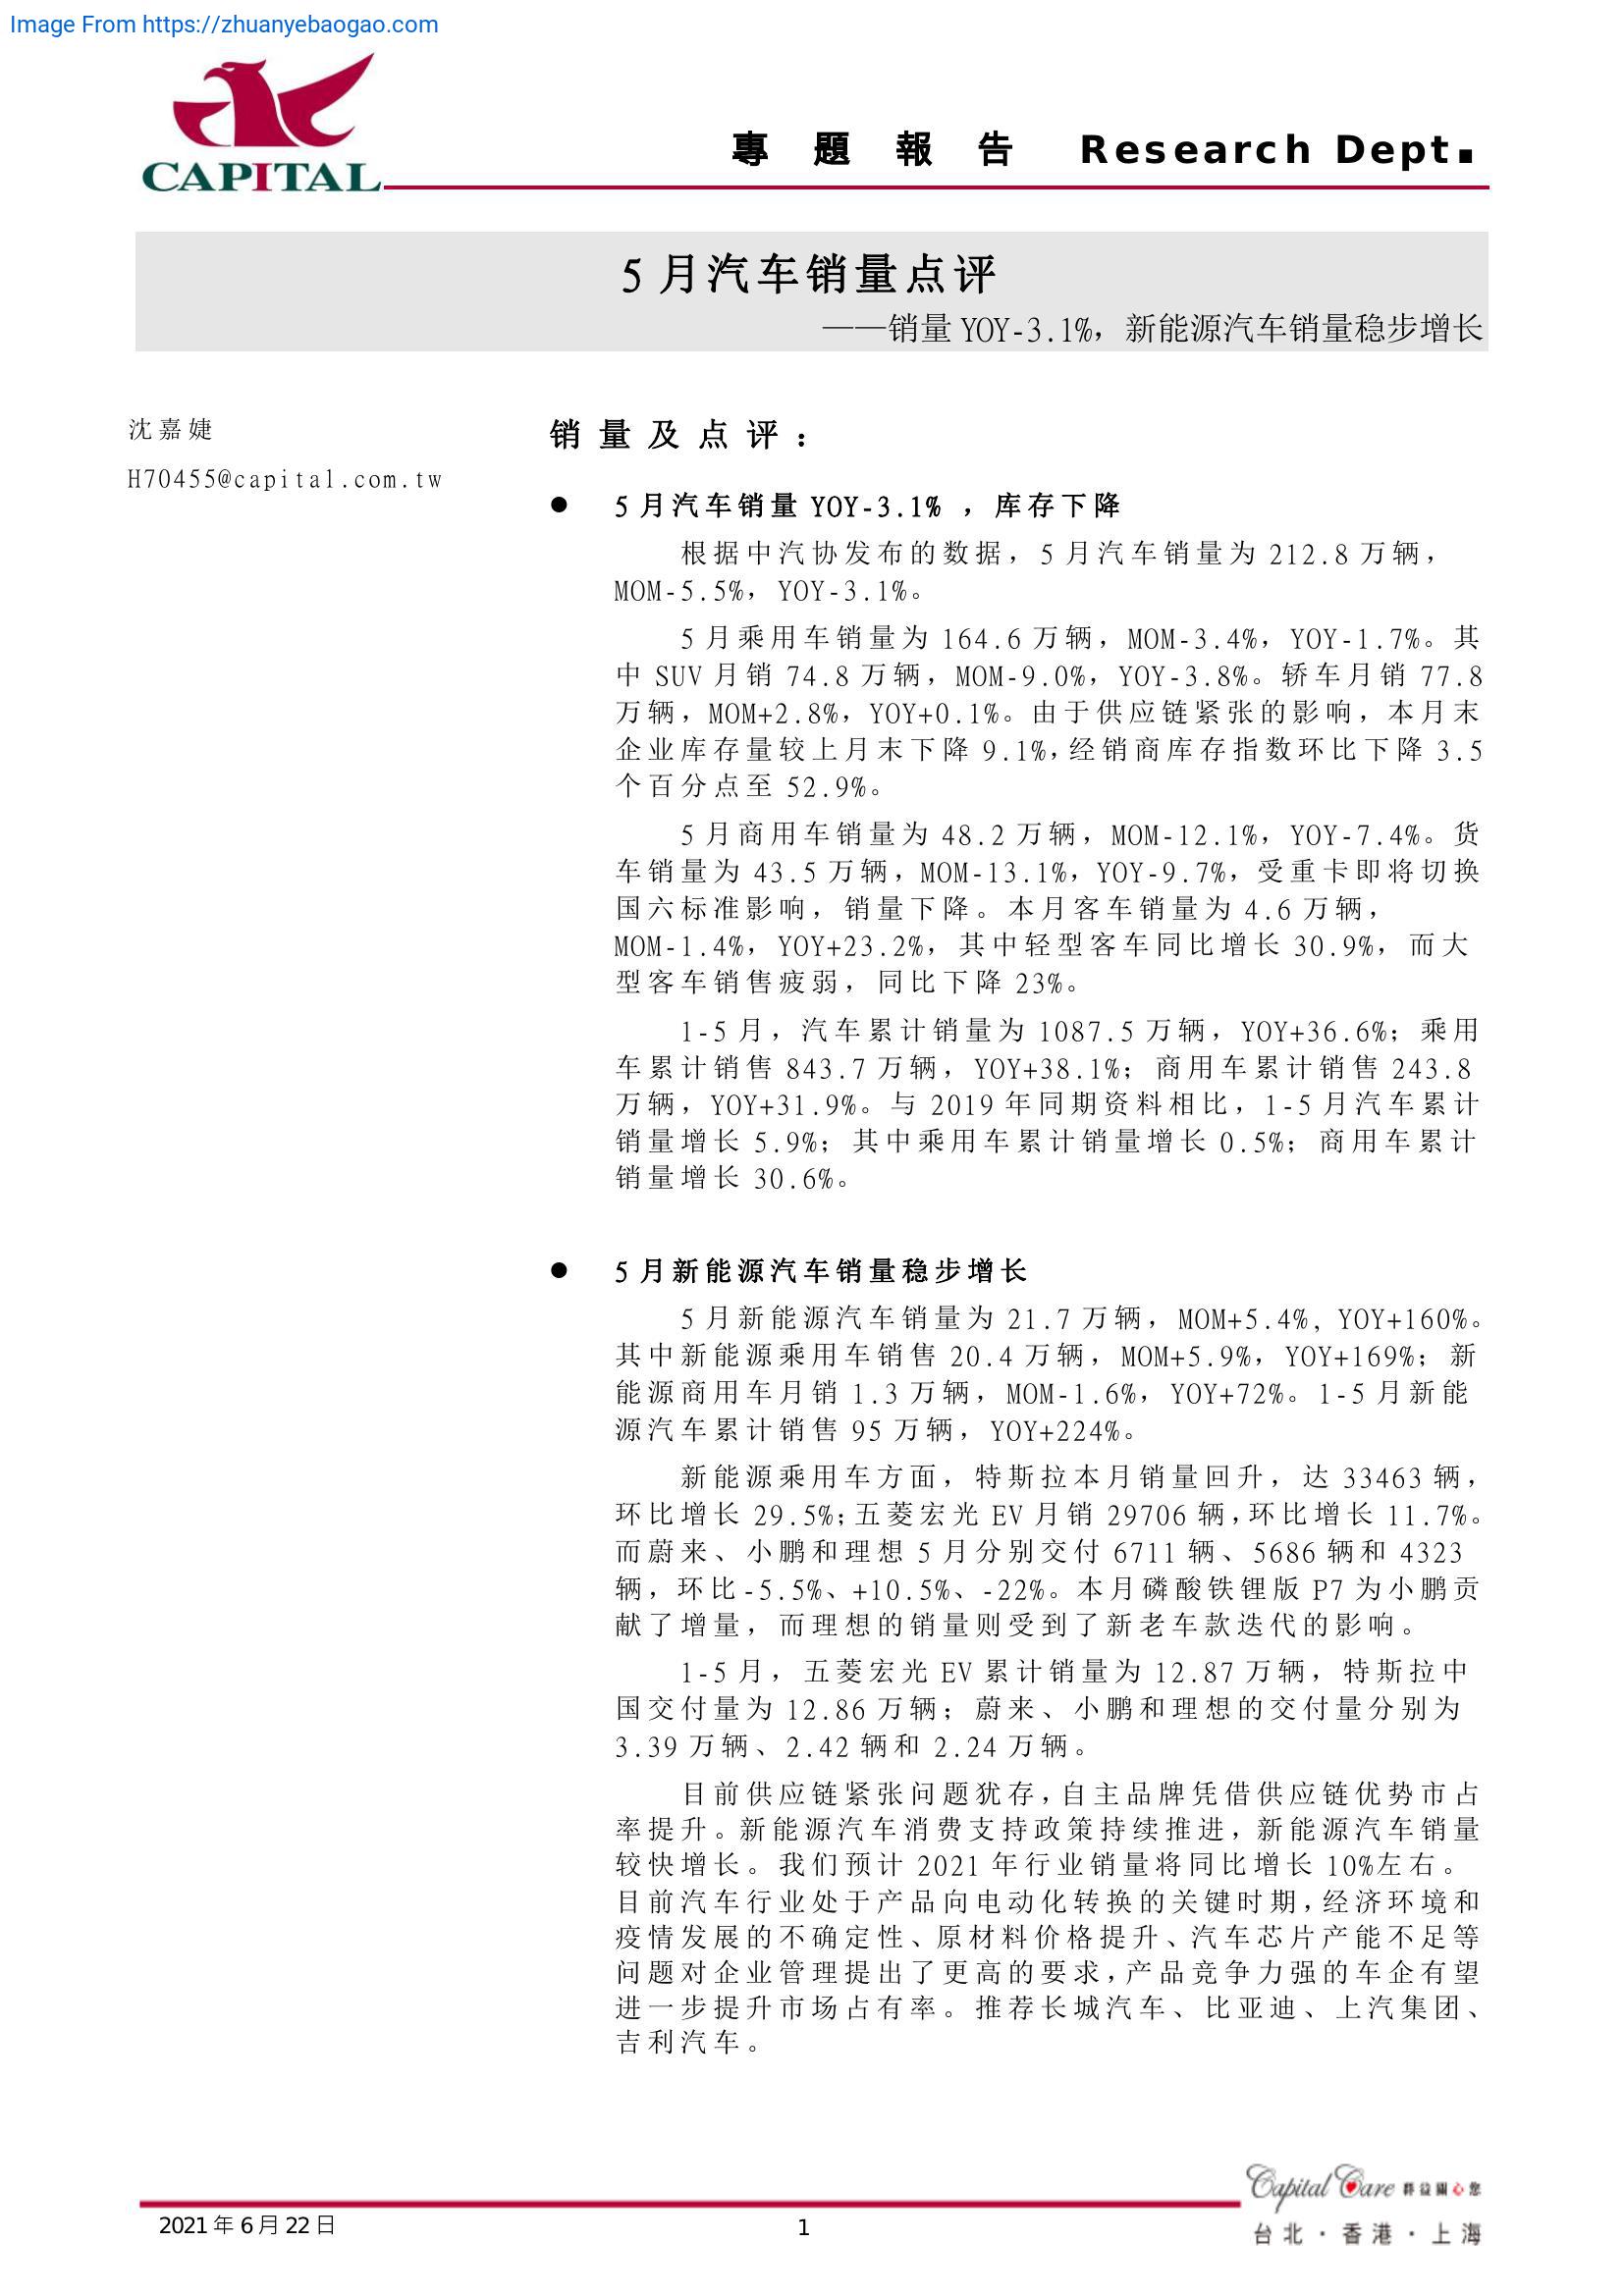 Image From https://zhuanyebaogao.com
CAPITAL
專 題 報 告 Research Dept.
5 月汽车销量点评
——销量 YOY-3.1%，新能源汽车销量稳步增长
沈嘉婕
H70455@capital.com.tw
销量及点评：
● 5 月汽车销量 YOY-3.1% ，库存下降
根据中汽协发布的数据，5 月汽车销量为 212.8 万辆，
MOM-5.5%，YOY-3.1%。
5 月乘用车销量为 164.6 万辆，MOM-3.4%，YOY-1.7%。其
中 SUV 月销 74.8 万辆，MOM-9.0%，YOY-3.8%。轿车月销 77.8
万辆，MOM+2.8%，YOY+0.1%。由于供应链紧张的影响，本月末
企业库存量较上月末下降 9.1%,经销商库存指数环比下降 3.5
个百分点至 52.9%。
5 月商用车销量为 48.2 万辆，MOM-12.1%，YOY-7.4%。货
车销量为 43.5 万辆，MOM-13.1%，YOY-9.7%，受重卡即将切换
国六标准影响，销量下降。本月客车销量为 4.6 万辆，
MOM-1.4%，YOY+23.2%，其中轻型客车同比增长 30.9%，而大
型客车销售疲弱，同比下降 23%。
1-5 月，汽车累计销量为 1087.5 万辆，YOY+36.6%；乘用
车累计销售 843.7 万辆，YOY+38.1%；商用车累计销售 243.8
万辆，YOY+31.9%。与 2019 年同期资料相比，1-5 月汽车累计
销量增长 5.9%；其中乘用车累计销量增长 0.5%；商用车累计
销量增长 30.6%。
● 5 月新能源汽车销量稳步增长
5 月新能源汽车销量为 21.7 万辆，MOM+5.4%, YOY+160%。
其中新能源乘用车销售 20.4 万辆，MOM+5.9%，YOY+169%；新
能源商用车月销 1.3 万辆，MOM-1.6%，YOY+72%。1-5 月新能
源汽车累计销售 95 万辆，YOY+224%。
新能源乘用车方面，特斯拉本月销量回升，达 33463 辆，
环比增长 29.5%;五菱宏光 EV 月销 29706 辆,环比增长 11.7%。
而蔚来、小鹏和理想 5 月分别交付 6711 辆、5686 辆和 4323
辆，环比-5.5%、+10.5%、-22%。本月磷酸铁锂版 P7 为小鹏贡
献了增量，而理想的销量则受到了新老车款迭代的影响。
1-5 月，五菱宏光 EV 累计销量为 12.87 万辆，特斯拉中
国交付量为 12.86 万辆；蔚来、小鹏和理想的交付量分别为
3.39 万辆、2.42 辆和 2.24 万辆。
目前供应链紧张问题犹存,自主品牌凭借供应链优势市占
率提升。新能源汽车消费支持政策持续推进，新能源汽车销量
较快增长。我们预计 2021 年行业销量将同比增长 10%左右。
目前汽车行业处于产品向电动化转换的关键时期,经济环境和
疫情发展的不确定性、原材料价格提升、汽车芯片产能不足等
问题对企业管理提出了更高的要求,产品竞争力强的车企有望
进一步提升市场占有率。推荐长城汽车、比亚迪、上汽集团、
吉利汽车。
Capital Care 群益關心您
2021 年 6 月 22 日
1
台北・香港・上海